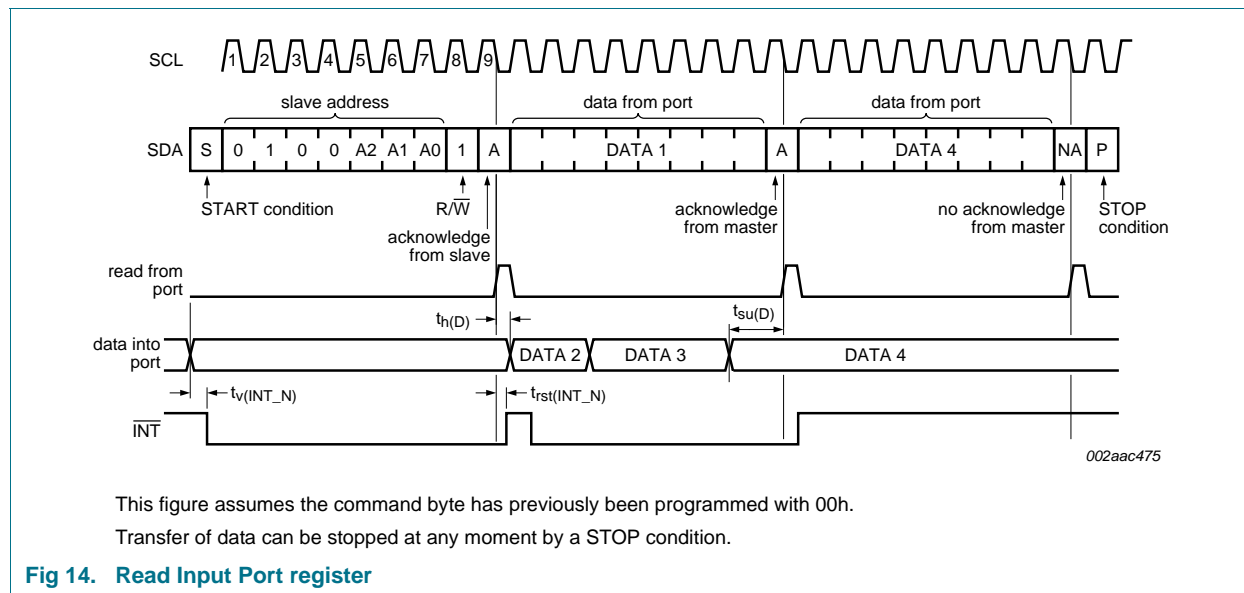 SCL 1 2 3 4 5 6 7 8 9
slave address data from port data from port
SDA S 0 1 0 0 A2 A1 A0 1 A DATA 1 A DATA 4 NA P
START condition R/W acknowledge from master no acknowledge from master STOP condition
acknowledge from slave
read from port
th(D) tsu(D)
data into port DATA 2 DATA 3 DATA 4
tv(INT_N) trst(INT_N)
INT
002aac475
This figure assumes the command byte has previously been programmed with 00h.
Transfer of data can be stopped at any moment by a STOP condition.
Fig 14. Read Input Port register